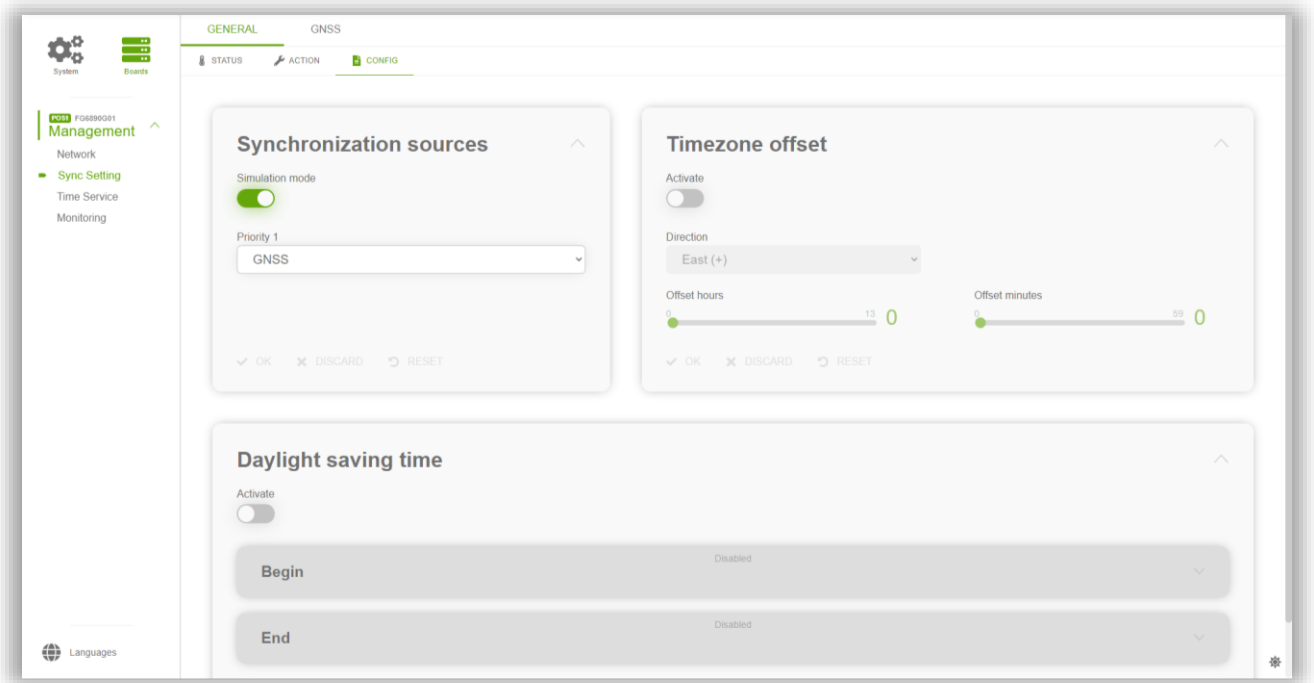 System
Boards
POS1 FG6890G01
Management
Network
Sync Setting
Time Service
Monitoring
Languages
GENERAL GNSS
STATUS ACTION CONFIG
Synchronization sources
Simulation mode
Priority 1
GNSS
OK DISCARD RESET
Timezone offset
Activate
Direction
East (+)
Offset hours Offset minutes
0 13 0 0 59 0
OK DISCARD RESET
Daylight saving time
Activate
Begin Disabled
End Disabled